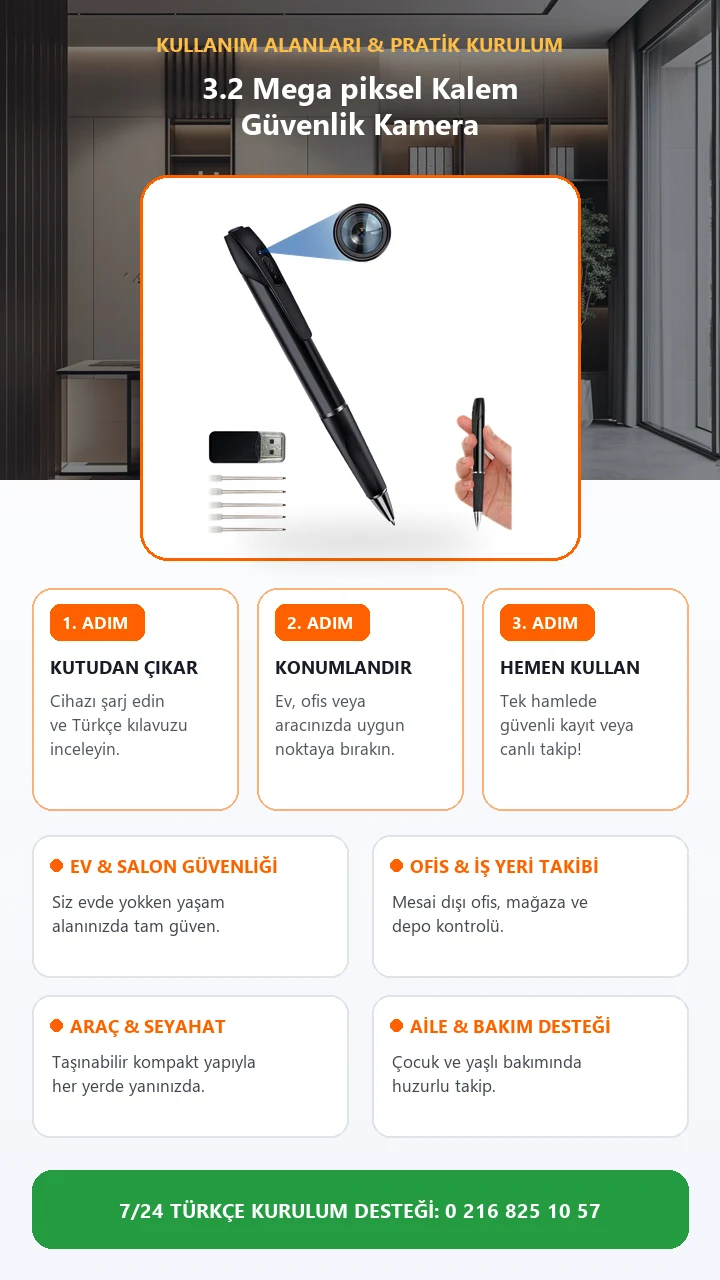 KULLANIM ALANLARI & PRATİK KURULUM
3.2 Mega piksel Kalem
Güvenlik Kamera
1. ADIM
KUTUDAN ÇIKAR
Cihazı şarj edin
ve Türkçe kılavuzu
inceleyin.
2. ADIM
KONUMLANDIR
Ev, ofis veya
aracınızda uygun
noktaya bırakın.
3. ADIM
HEMEN KULLAN
Tek hamlede
güvenli kayıt veya
canlı takip!
EV & SALON GÜVENLİĞİ
Siz evde yokken yaşam
alanınızda tam güven.
OFİS & İŞ YERİ TAKİBİ
Mesai dışı ofis, mağaza ve
depo kontrolü.
ARAÇ & SEYAHAT
Taşınabilir kompakt yapıyla
her yerde yanınızda.
AİLE & BAKIM DESTEĞİ
Çocuk ve yaşlı bakımında
huzurlu takip.
7/24 TÜRKÇE KURULUM DESTEĞİ: 0 216 825 10 57